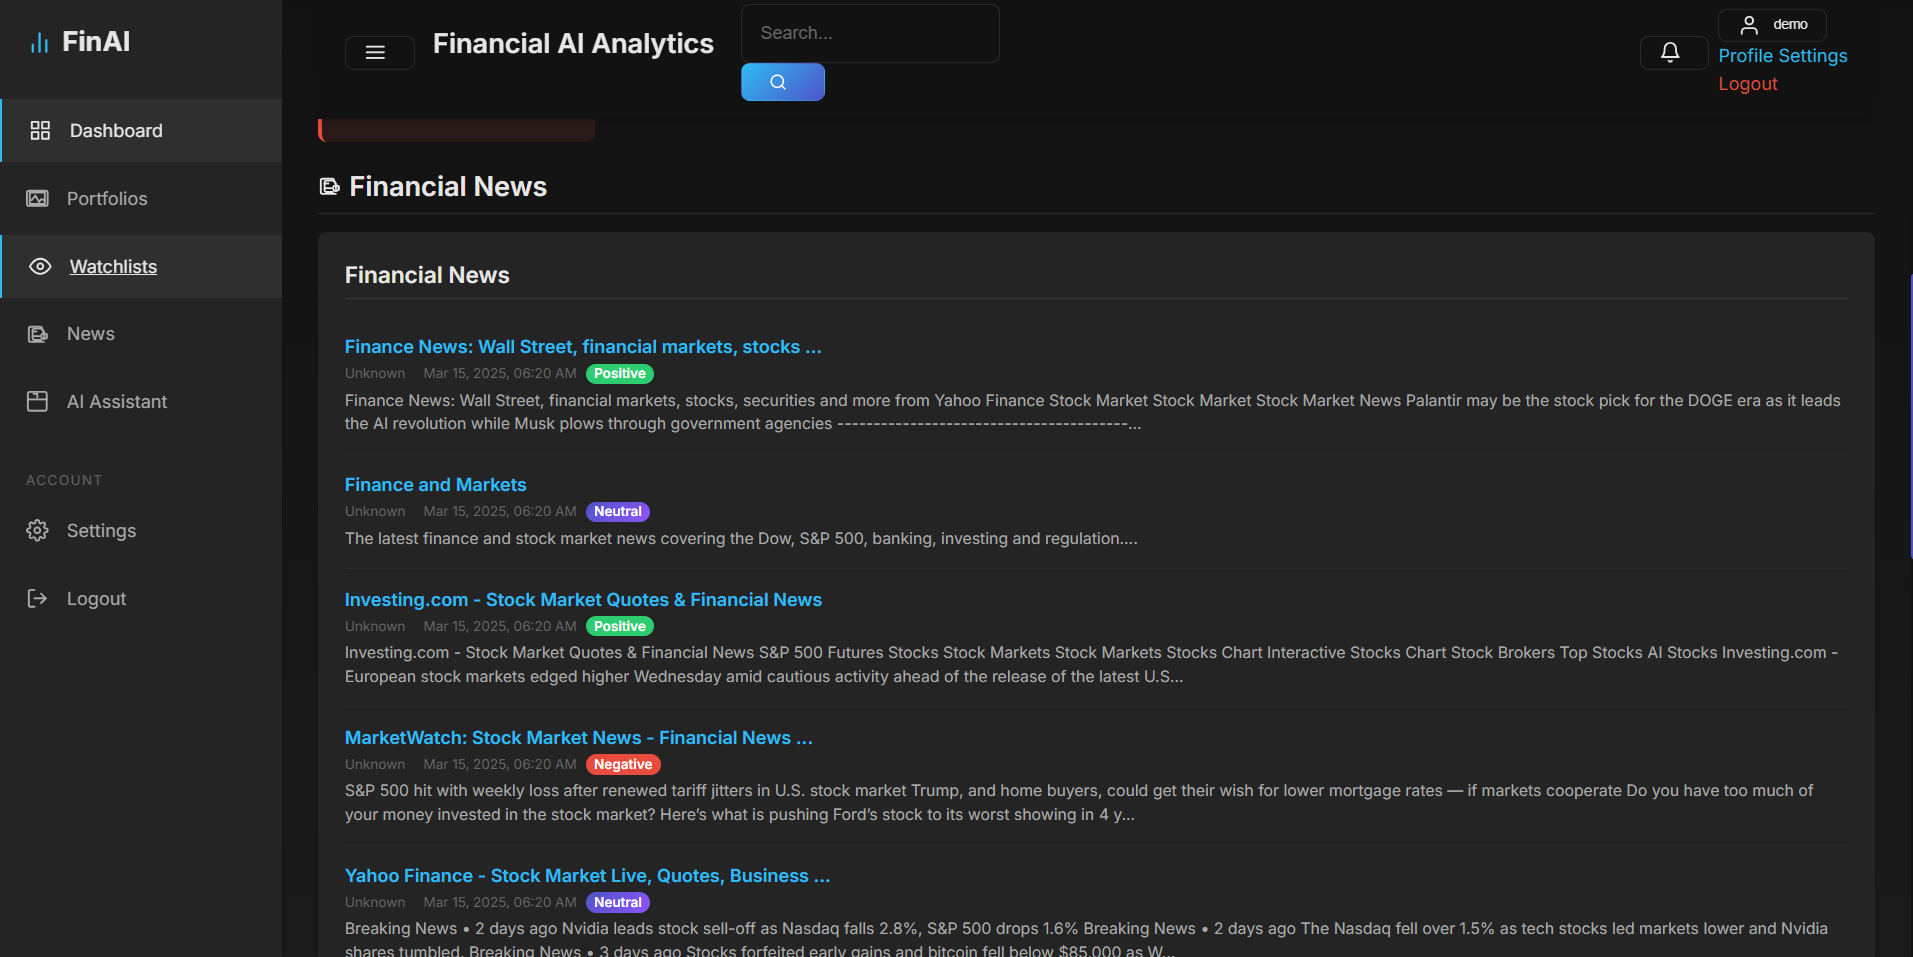 FinAI
Dashboard
Portfolios
Watchlists
News
AI Assistant
ACCOUNT
Settings
Logout
Financial AI Analytics
Search...
demo
Profile Settings
Logout
Financial News
Financial News
Finance News: Wall Street, financial markets, stocks ...
Unknown Mar 15, 2025, 06:20 AM Positive
Finance News: Wall Street, financial markets, stocks, securities and more from Yahoo Finance Stock Market Stock Market Stock Market News Palantir may be the stock pick for the DOGE era as it leads
the AI revolution while Musk plows through government agencies ----------------------------------------...
Finance and Markets
Unknown Mar 15, 2025, 06:20 AM Neutral
The latest finance and stock market news covering the Dow, S&P 500, banking, investing and regulation....
Investing.com - Stock Market Quotes & Financial News
Unknown Mar 15, 2025, 06:20 AM Positive
Investing.com - Stock Market Quotes & Financial News S&P 500 Futures Stocks Stock Markets Stock Markets Stocks Chart Interactive Stocks Chart Stock Brokers Top Stocks AI Stocks Investing.com -
European stock markets edged higher Wednesday amid cautious activity ahead of the release of the latest U.S...
MarketWatch: Stock Market News - Financial News ...
Unknown Mar 15, 2025, 06:20 AM Negative
S&P 500 hit with weekly loss after renewed tariff jitters in U.S. stock market Trump, and home buyers, could get their wish for lower mortgage rates — if markets cooperate Do you have too much of
your money invested in the stock market? Here’s what is pushing Ford’s stock to its worst showing in 4 y...
Yahoo Finance - Stock Market Live, Quotes, Business ...
Unknown Mar 15, 2025, 06:20 AM Neutral
Breaking News • 2 days ago Nvidia leads stock sell-off as Nasdaq falls 2.8%, S&P 500 drops 1.6% Breaking News • 2 days ago The Nasdaq fell over 1.5% as tech stocks led markets lower and Nvidia
shares tumbled. Breaking News • 3 days ago Stocks forfeited early gains and bitcoin fell below $85,000 as W...